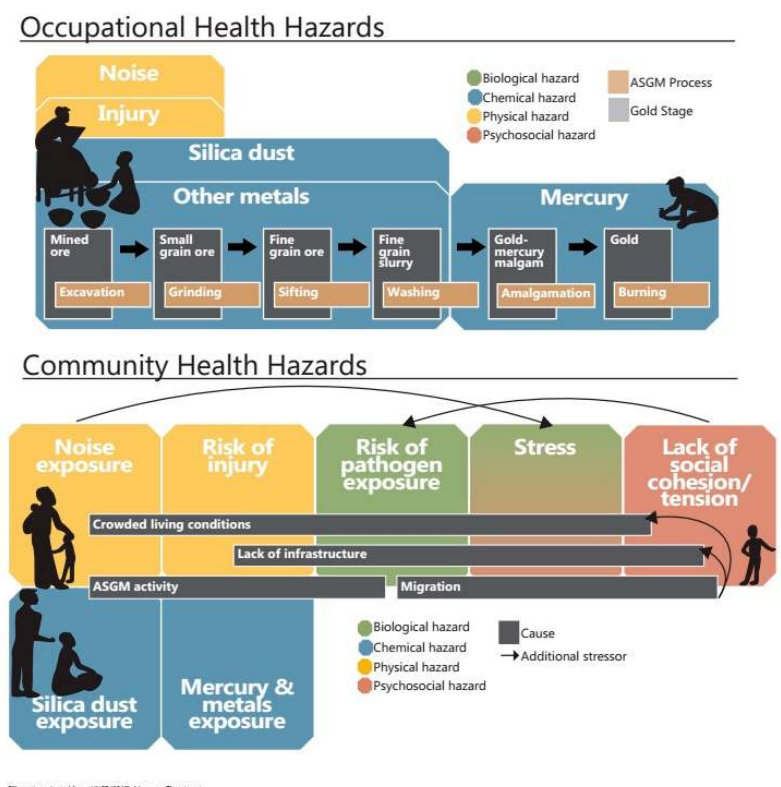 Occupational Health Hazards
Noise
Injury
Silica dust
Other metals
Mercury
Biological hazard
Chemical hazard
Physical hazard
Psychosocial hazard
ASGM Process
Gold Stage
Mined
ore
Small
grain ore
Fine
grain ore
Fine
grain
slurry
Gold-
mercury
malgam
Gold
Excavation
Grinding
Sifting
Washing
Amalgamation
Burning
Community Health Hazards
Noise
exposure
Risk of
injury
Risk of
pathogen
exposure
Stress
Lack of
social
cohesion/
tension
Crowded living conditions
Lack of infrastructure
ASGM activity
Migration
Silica dust
exposure
Mercury &
metals
exposure
Biological hazard
Chemical hazard
Physical hazard
Psychosocial hazard
Cause
Additional stressor